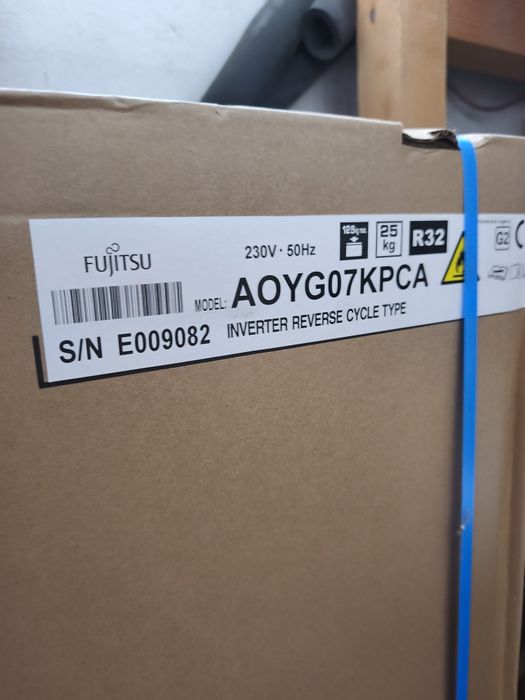 FUJITSU
230V · 50Hz
25 kg
R32
G2
MODEL: AOYG07KPCA
S/N E009082
INVERTER REVERSE CYCLE TYPE